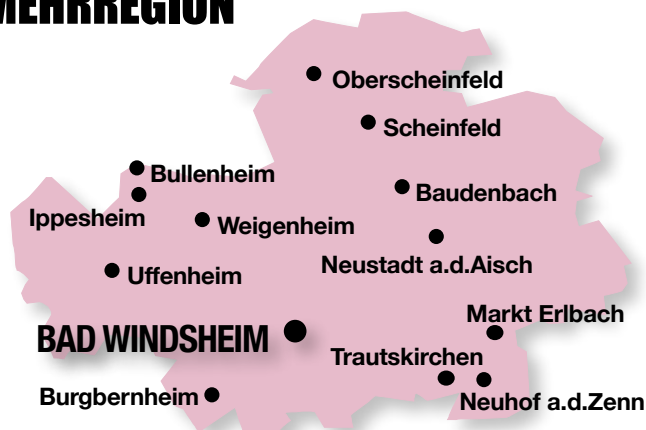 MEHRREGION
Oberscheinfeld
Scheinfeld
Bullenheim
Baudenbach
Ippesheim
Weigenheim
Neustadt a.d.Aisch
Uffenheim
Markt Erlbach
BAD WINDSHEIM
Trautskirchen
Burgbernheim
Neuhof a.d.Zenn